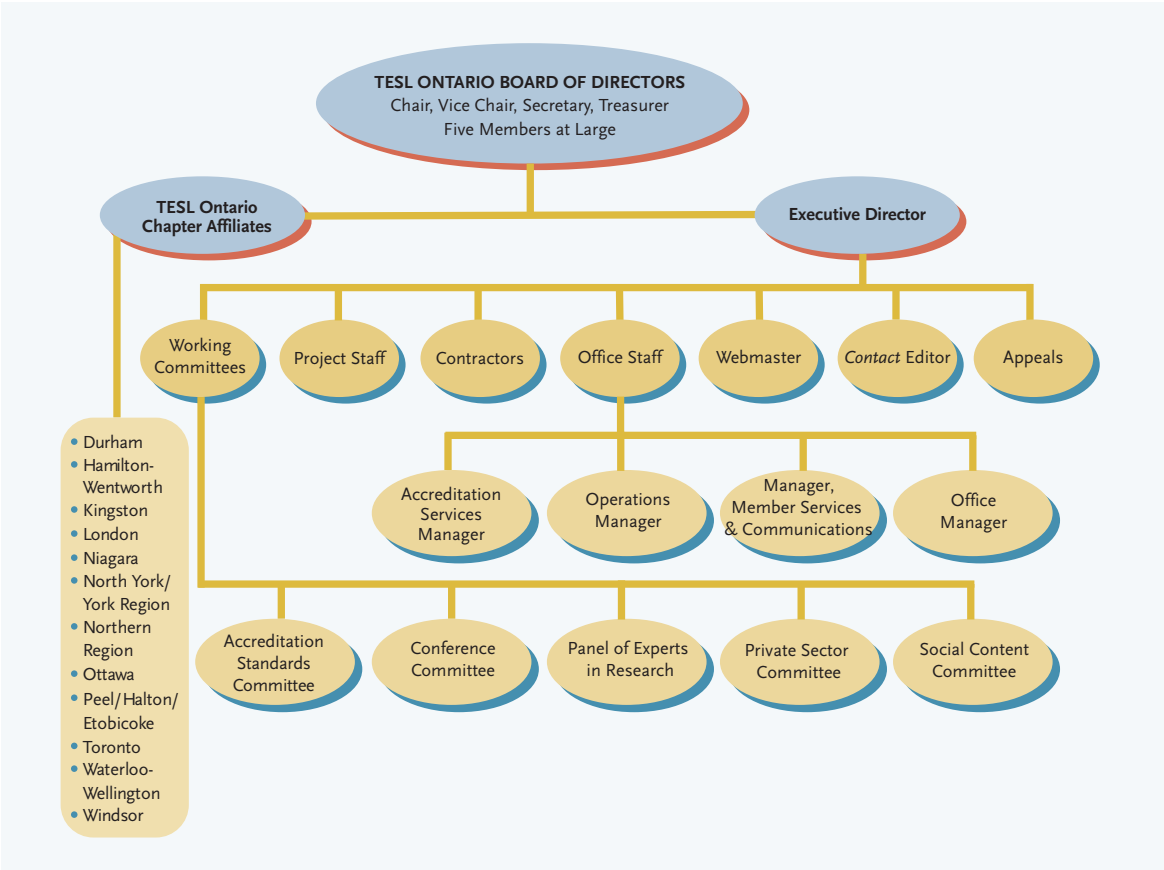 TESL ONTARIO BOARD OF DIRECTORS
Chair, Vice Chair, Secretary, Treasurer
Five Members at Large
TESL Ontario
Chapter Affiliates
Executive Director
Working
Committees
Project Staff
Contractors
Office Staff
Webmaster
Contact Editor
Appeals
• Durham
• Hamilton-
Wentworth
• Kingston
• London
• Niagara
• North York/
York Region
• Northern
Region
• Ottawa
• Peel/Halton/
Etobicoke
• Toronto
• Waterloo-
Wellington
• Windsor
Accreditation
Services
Manager
Operations
Manager
Manager,
Member Services
& Communications
Office
Manager
Accreditation
Standards
Committee
Conference
Committee
Panel of Experts
in Research
Private Sector
Committee
Social Content
Committee